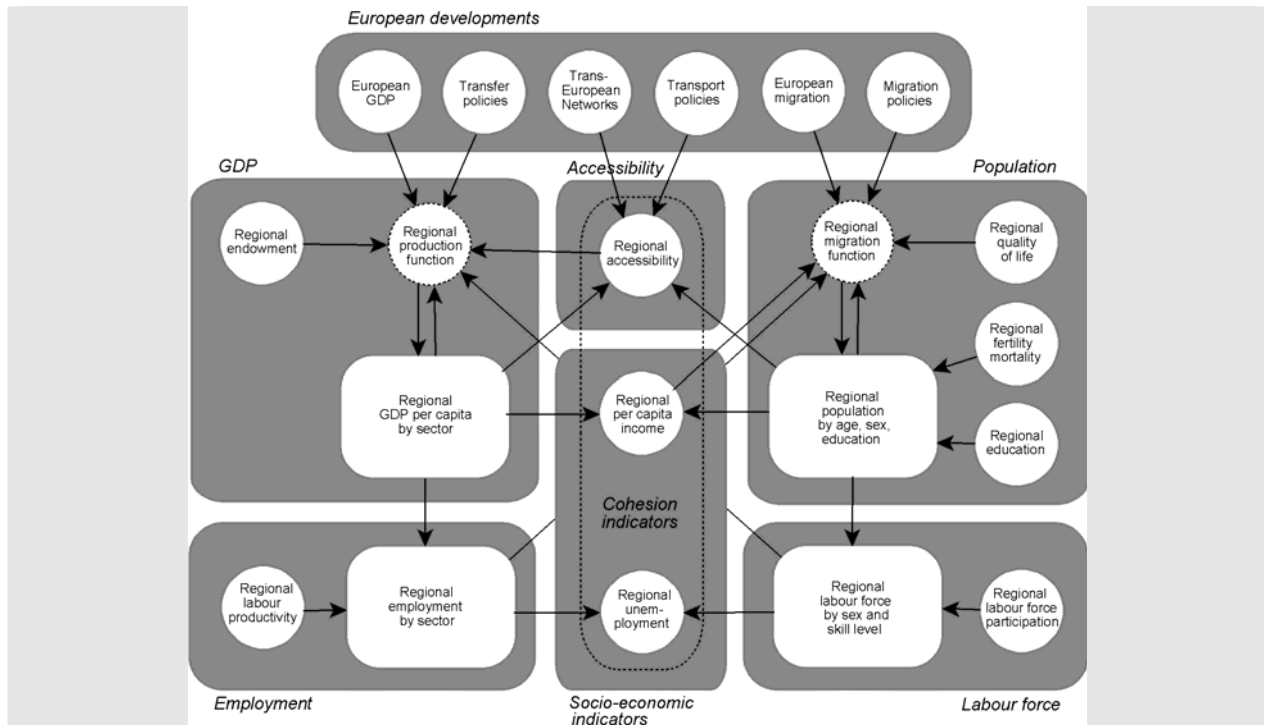 European developments
European
GDP
Transfer
policies
Trans-
European
Networks
Transport
policies
European
migration
Migration
policies
GDP
Accessibility
Population
Regional
endowment
Regional
production
function
Regional
accessibility
Regional
migration
function
Regional
quality
of life
Regional
fertility
mortality
Regional
GDP per capita
by sector
Regional
per capita
income
Regional
population
by age, sex,
education
Regional
education
Cohesion
indicators
Regional
labour
productivity
Regional
employment
by sector
Regional
unem-
ployment
Regional
labour force
by sex and
skill level
Regional
labour force
participation
Employment
Socio-economic
indicators
Labour force